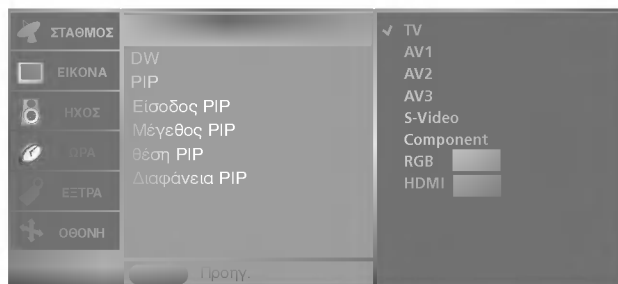 ΣΤΑΘΜΟΣ
ΕΙΚΟΝΑ
ΗΧΟΣ
ΩΡΑ
ΕΞΤΡΑ
ΟΘΟΝΗ
DW
PIP
Είσοδος PIP
Μέγεθος PIP
θέση PIP
Διαφάνεια PIP
Προηγ.
✓ TV
AV1
AV2
AV3
S-Video
Component
RGB
HDMI